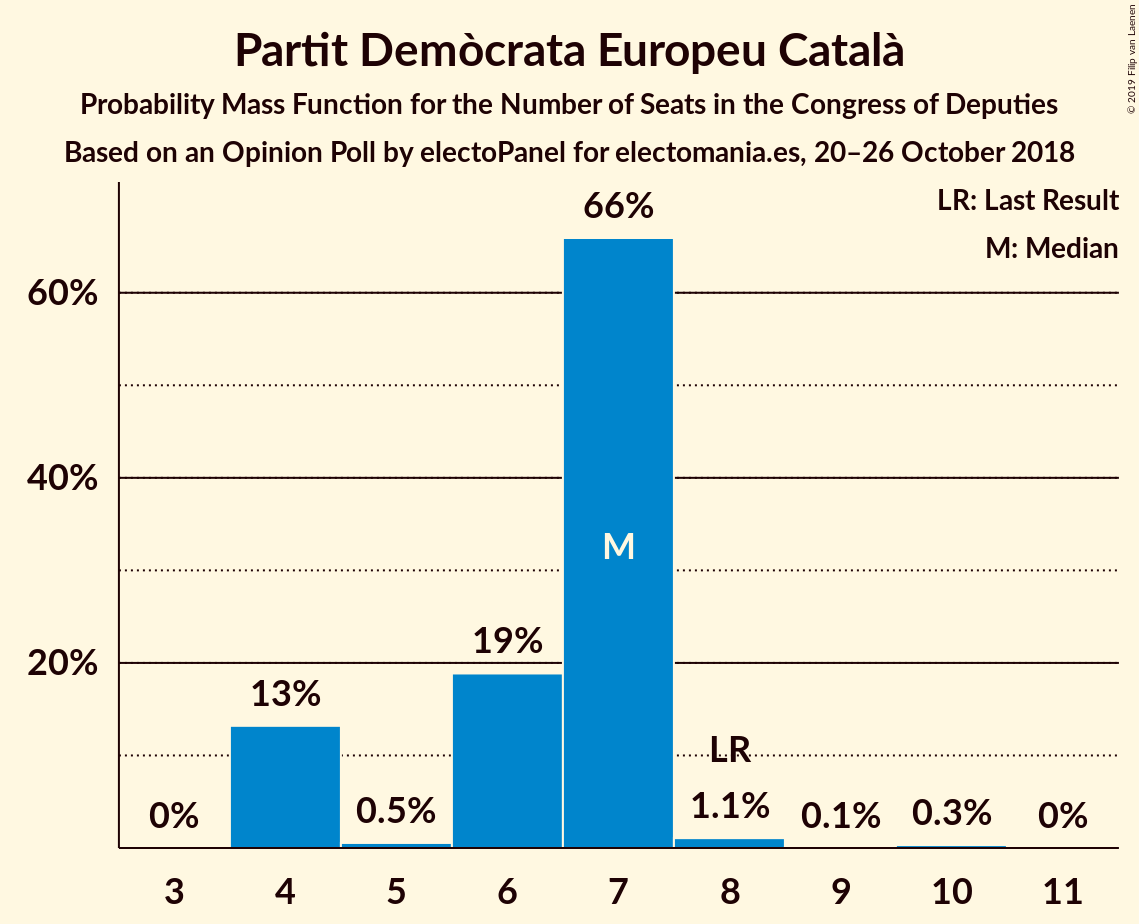 © 2019 Filip van Laenen
Partit Demòcrata Europeu Català
Probability Mass Function for the Number of Seats in the Congress of Deputies
Based on an Opinion Poll by electoPanel for electomania.es, 20–26 October 2018
LR: Last Result
M: Median
60%
40%
20%
0%
13%
0.5%
19%
66%
M
LR
1.1%
0.1%
0.3%
0%
3 4 5 6 7 8 9 10 11